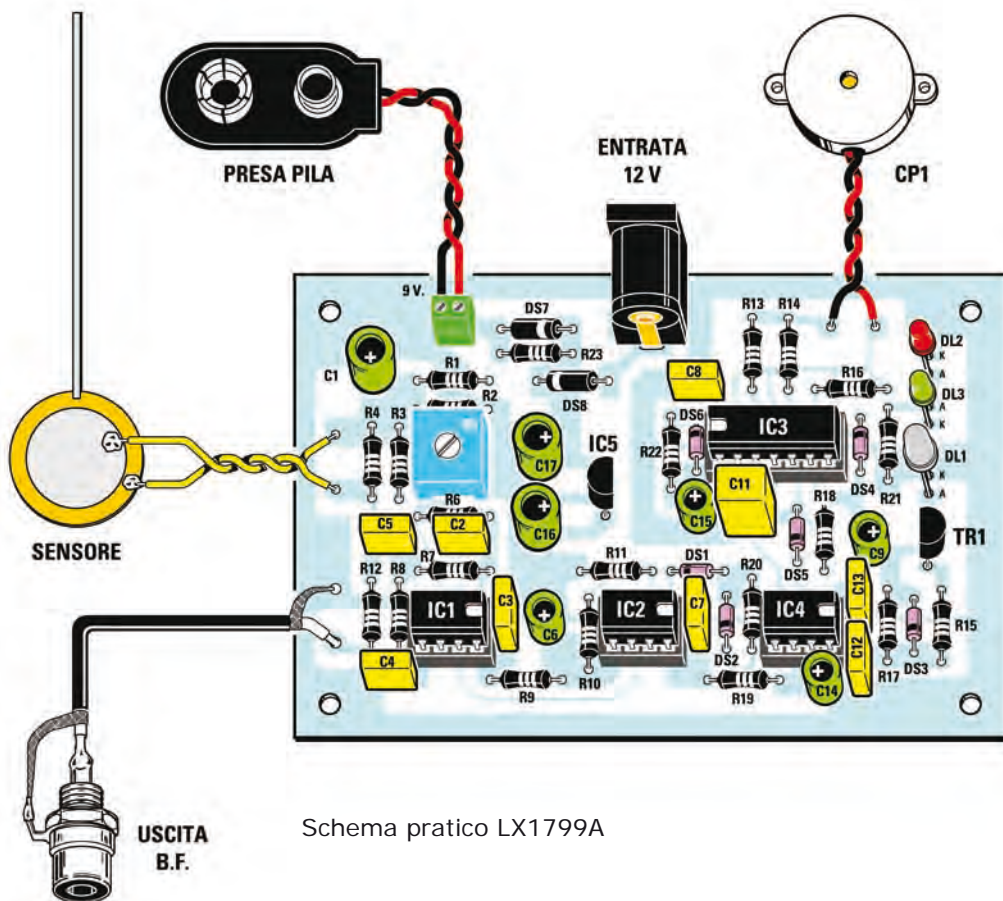 PRESA PILA
ENTRATA
12 V
CP1
9 V.
DS7
R13
R14
DL2
K
A
C1
R1
R23
C8
R16
DL3
A
K
R2
DS8
R4
R3
IC5
DS6
IC3
DL1
K
A
C17
R22
C11
DS4
R21
SENSORE
R6
C5
C2
C16
C15
R18
C9
TR1
DS5
R7
R11
DS1
R20
R12
R8
IC1
C3
C6
IC2
C7
IC4
C13
C12
R15
C4
R10
DS2
R17
DS3
R9
R19
C14
USCITA
B.F.
Schema pratico LX1799A